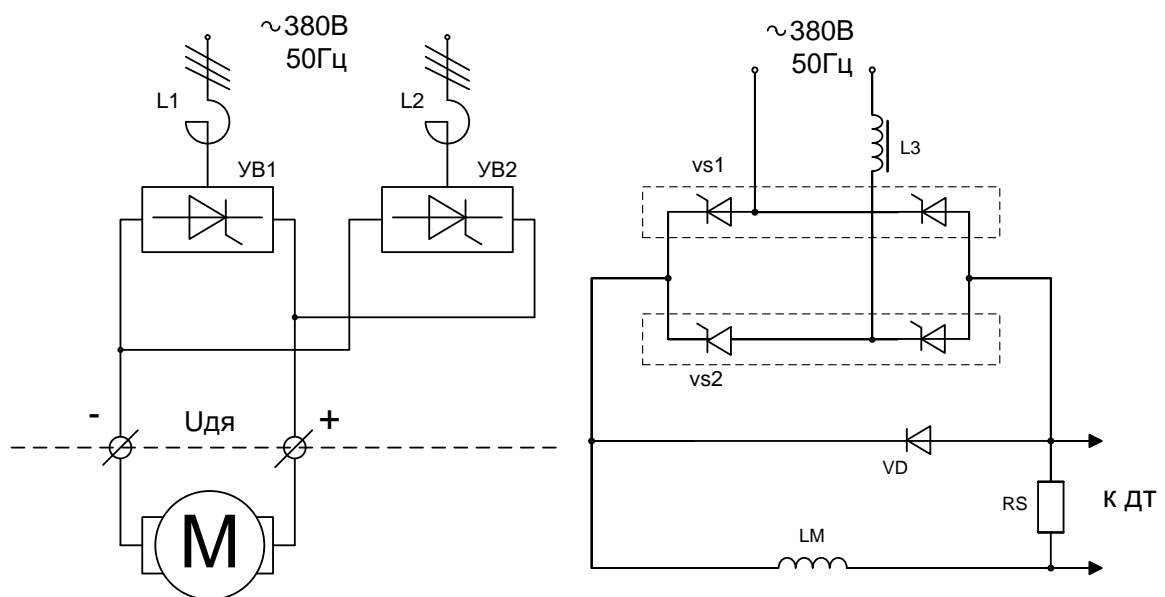 ~380В
50Гц
L1
L2
УВ1
УВ2
- Uдя +
М
~380В
50Гц
L3
vs1
vs2
VD
RS
к дт
LM